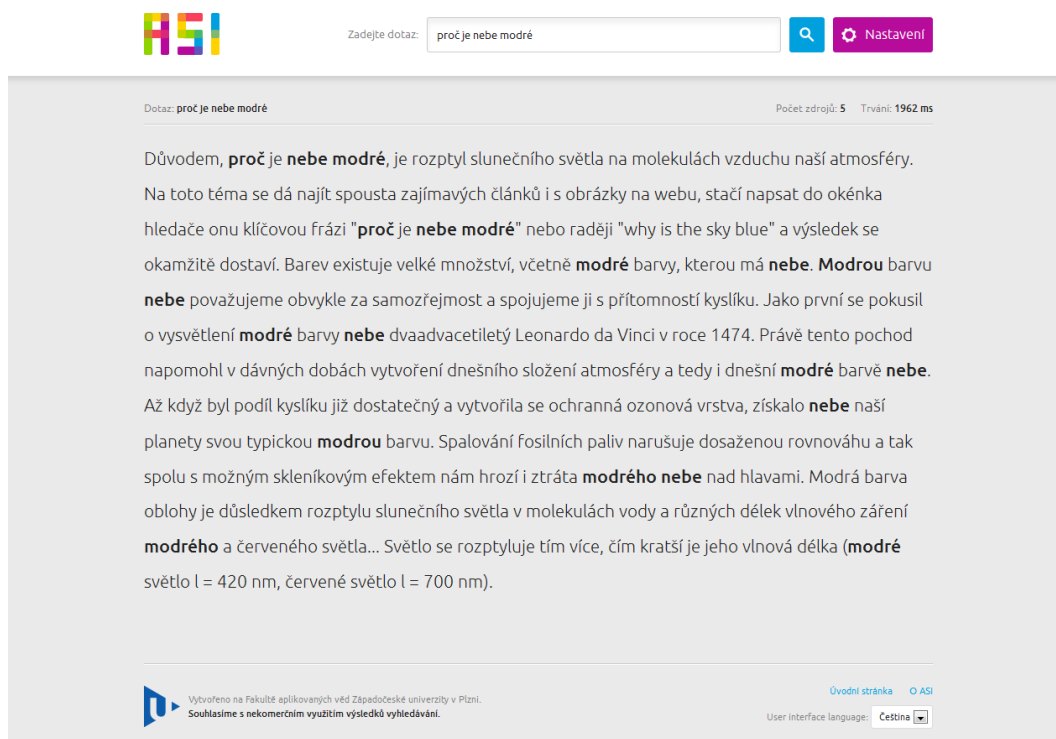 ASI
Zadejte dotaz: proč je nebe modré Nastavení
Dotaz: proč je nebe modré Počet zdrojů: 5 Trvání: 1962 ms
Důvodem, proč je nebe modré, je rozptyl slunečního světla na molekulách vzduchu naší atmosféry.
Na toto téma se dá najít spousta zajímavých článků i s obrázky na webu, stačí napsat do okénka
hledače onu klíčovou frázi "proč je nebe modré" nebo raději "why is the sky blue" a výsledek se
okamžitě dostaví. Barev existuje velké množství, včetně modré barvy, kterou má nebe. Modrou barvu
nebe považujeme obvykle za samozřejmost a spojujeme ji s přítomností kyslíku. Jako první se pokusil
o vysvětlení modré barvy nebe dvaadvacetiletý Leonardo da Vinci v roce 1474. Právě tento pochod
napomohl v dávných dobách vytvoření dnešního složení atmosféry a tedy i dnešní modré barvě nebe.
Až když byl podíl kyslíku již dostatečný a vytvořila se ochranná ozonová vrstva, získalo nebe naší
planety svou typickou modrou barvu. Spalování fosilních paliv narušuje dosaženou rovnováhu a tak
spolu s možným skleníkovým efektem nám hrozí i ztráta modrého nebe nad hlavami. Modrá barva
oblohy je důsledkem rozptylu slunečního světla v molekulách vody a různých délek vlnového záření
modrého a červeného světla... Světlo se rozptyluje tím více, čím kratší je jeho vlnová délka (modré
světlo l = 420 nm, červené světlo l = 700 nm).
Vytvořeno na Fakultě aplikovaných věd Západočeské univerzity v Plzni.
Souhlasíme s nekomerčním využitím výsledků vyhledávání.
Úvodní stránka O ASI
User interface language: Čeština